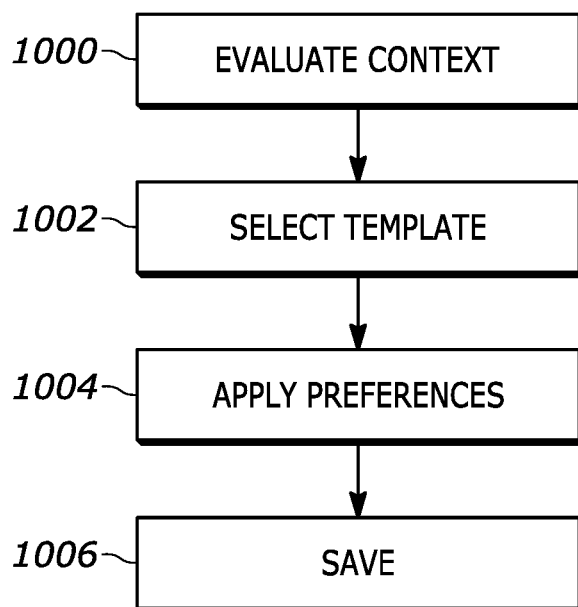 1000 EVALUATE CONTEXT
1002 SELECT TEMPLATE
1004 APPLY PREFERENCES
1006 SAVE